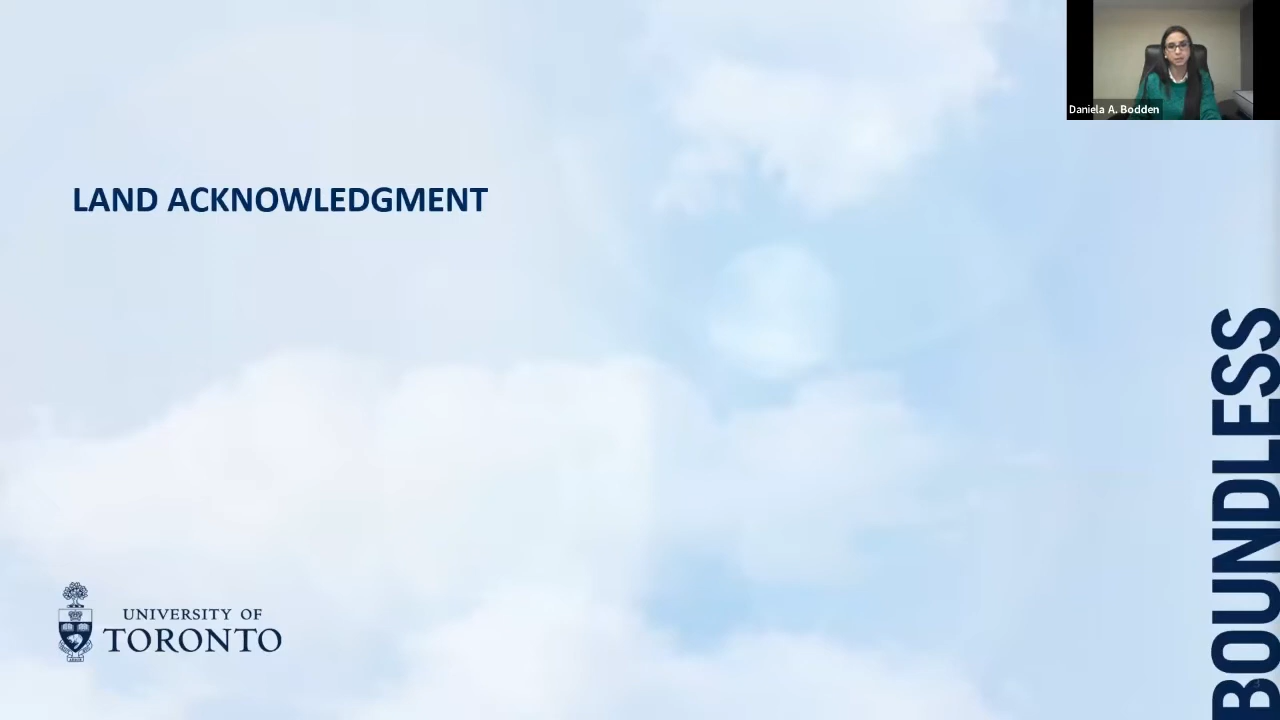 Daniela A. Bodden
LAND ACKNOWLEDGMENT
BOUNDLESS
UNIVERSITY OF
TORONTO